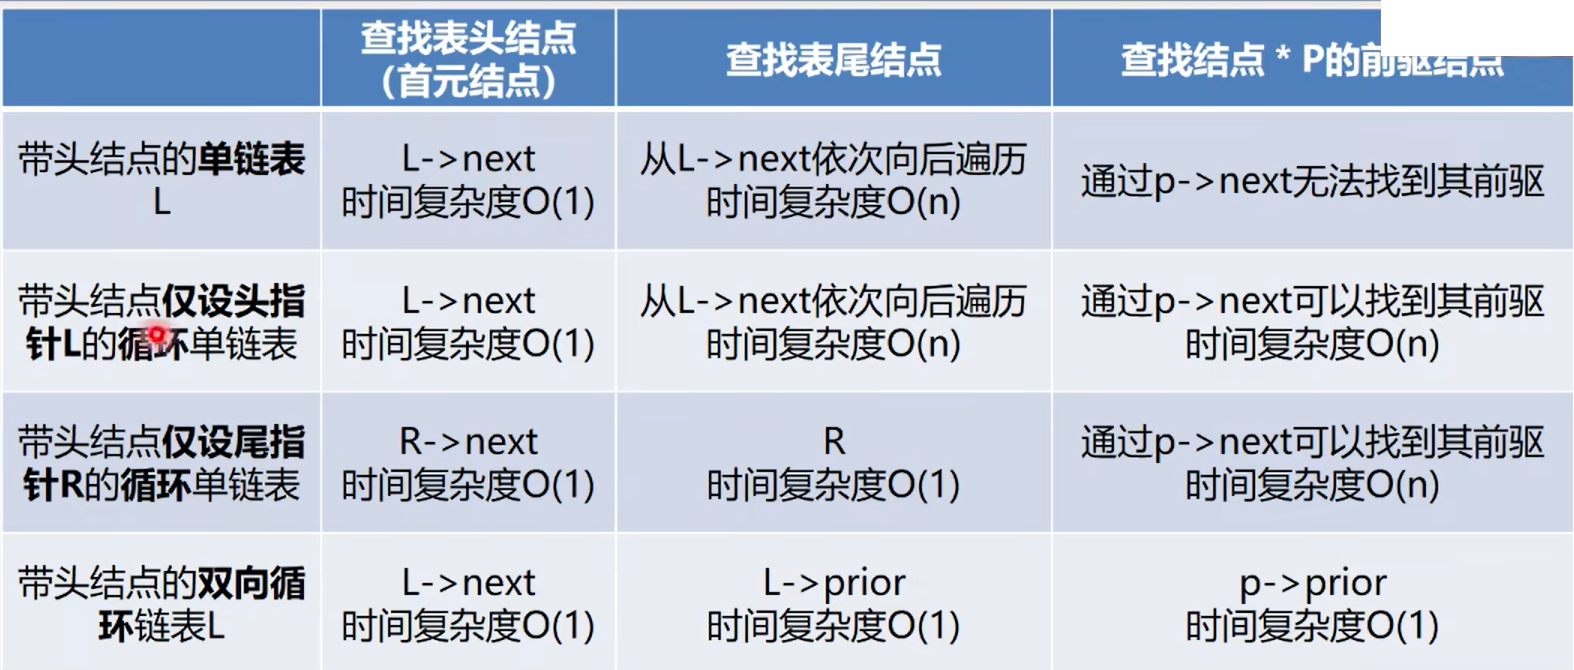 查找表头结点
（首元结点）
查找表尾结点
查找结点 * P的前驱结点
带头结点的单链表
L
L->next
时间复杂度O(1)
从L->next依次向后遍历
时间复杂度O(n)
通过p->next无法找到其前驱
带头结点仅设头指
针L的循环单链表
L->next
时间复杂度O(1)
从L->next依次向后遍历
时间复杂度O(n)
通过p->next可以找到其前驱
时间复杂度O(n)
带头结点仅设尾指
针R的循环单链表
R->next
时间复杂度O(1)
R
时间复杂度O(1)
通过p->next可以找到其前驱
时间复杂度O(n)
带头结点的双向循
环链表L
L->next
时间复杂度O(1)
L->prior
时间复杂度O(1)
p->prior
时间复杂度O(1)